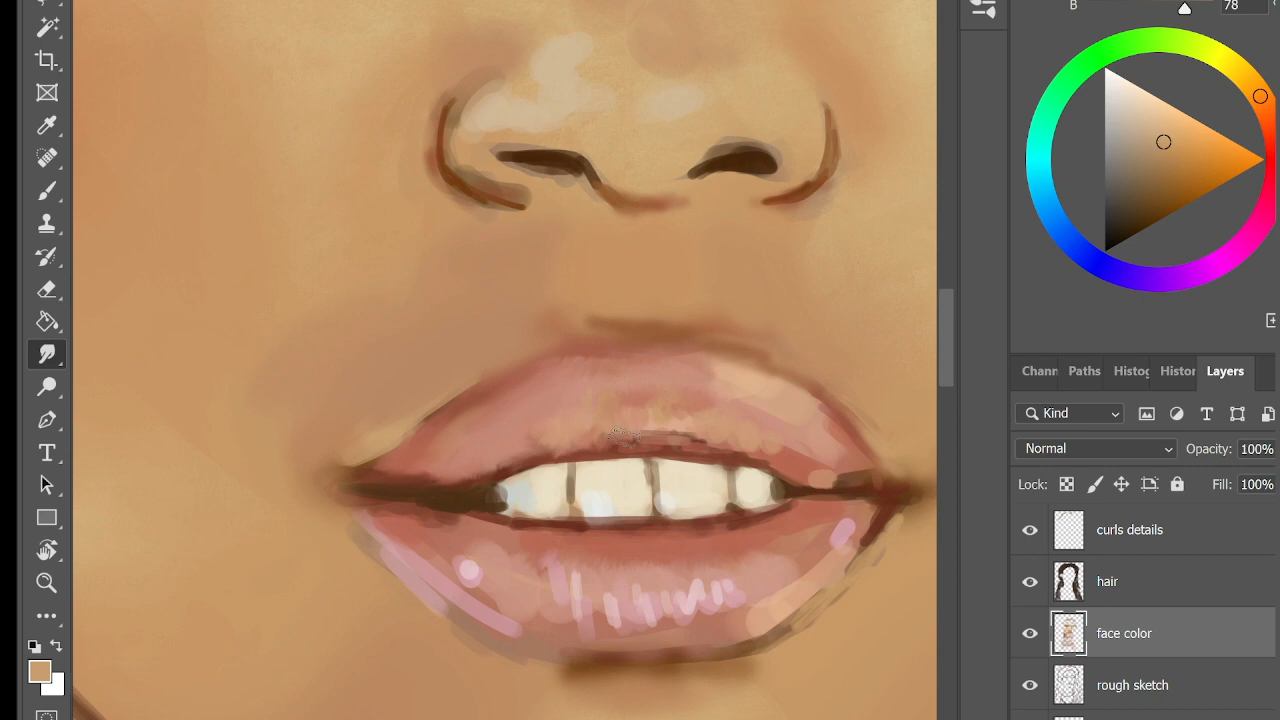 B 78
Chann Paths Histog Histor Layers
Kind
Normal Opacity: 100%
Lock: Fill: 100%
curls details
hair
face color
rough sketch